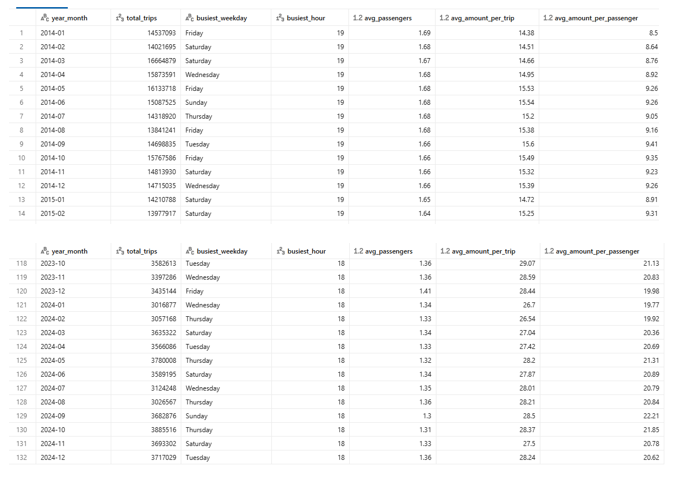 year_month total_trips busiest_weekday busiest_hour 1.2 avg_passengers 1.2 avg_amount_per_trip 1.2 avg_amount_per_passenger
1 2014-01 14537093 Friday 19 1.69 14.38 8.5
2 2014-02 14021695 Saturday 19 1.68 14.51 8.64
3 2014-03 16664879 Saturday 19 1.67 14.66 8.76
4 2014-04 15873591 Wednesday 19 1.68 14.95 8.92
5 2014-05 16133718 Friday 19 1.68 15.53 9.26
6 2014-06 15087525 Sunday 19 1.68 15.54 9.26
7 2014-07 14318920 Thursday 19 1.68 15.2 9.05
8 2014-08 13841241 Friday 19 1.68 15.38 9.16
9 2014-09 14698835 Tuesday 19 1.66 15.6 9.41
10 2014-10 15767586 Friday 19 1.66 15.49 9.35
11 2014-11 14813930 Saturday 19 1.66 15.32 9.23
12 2014-12 14715035 Wednesday 19 1.66 15.39 9.26
13 2015-01 14210788 Saturday 19 1.65 14.72 8.91
14 2015-02 13977917 Saturday 19 1.64 15.25 9.31
year_month total_trips busiest_weekday busiest_hour 1.2 avg_passengers 1.2 avg_amount_per_trip 1.2 avg_amount_per_passenger
118 2023-10 3582613 Tuesday 18 1.36 29.07 21.13
119 2023-11 3397286 Wednesday 18 1.36 28.59 20.83
120 2023-12 3435144 Friday 18 1.41 28.44 19.98
121 2024-01 3016877 Wednesday 18 1.34 26.7 19.77
122 2024-02 3057168 Thursday 18 1.33 26.54 19.92
123 2024-03 3635322 Saturday 18 1.34 27.04 20.36
124 2024-04 3566086 Tuesday 18 1.33 27.42 20.69
125 2024-05 3780008 Thursday 18 1.32 28.2 21.31
126 2024-06 3589195 Saturday 18 1.34 27.87 20.89
127 2024-07 3124248 Wednesday 18 1.35 28.01 20.79
128 2024-08 3026567 Thursday 18 1.36 28.21 20.84
129 2024-09 3682876 Sunday 18 1.3 28.5 22.21
130 2024-10 3885516 Thursday 18 1.31 28.37 21.85
131 2024-11 3693302 Saturday 18 1.33 27.5 20.78
132 2024-12 3717029 Tuesday 18 1.36 28.24 20.62